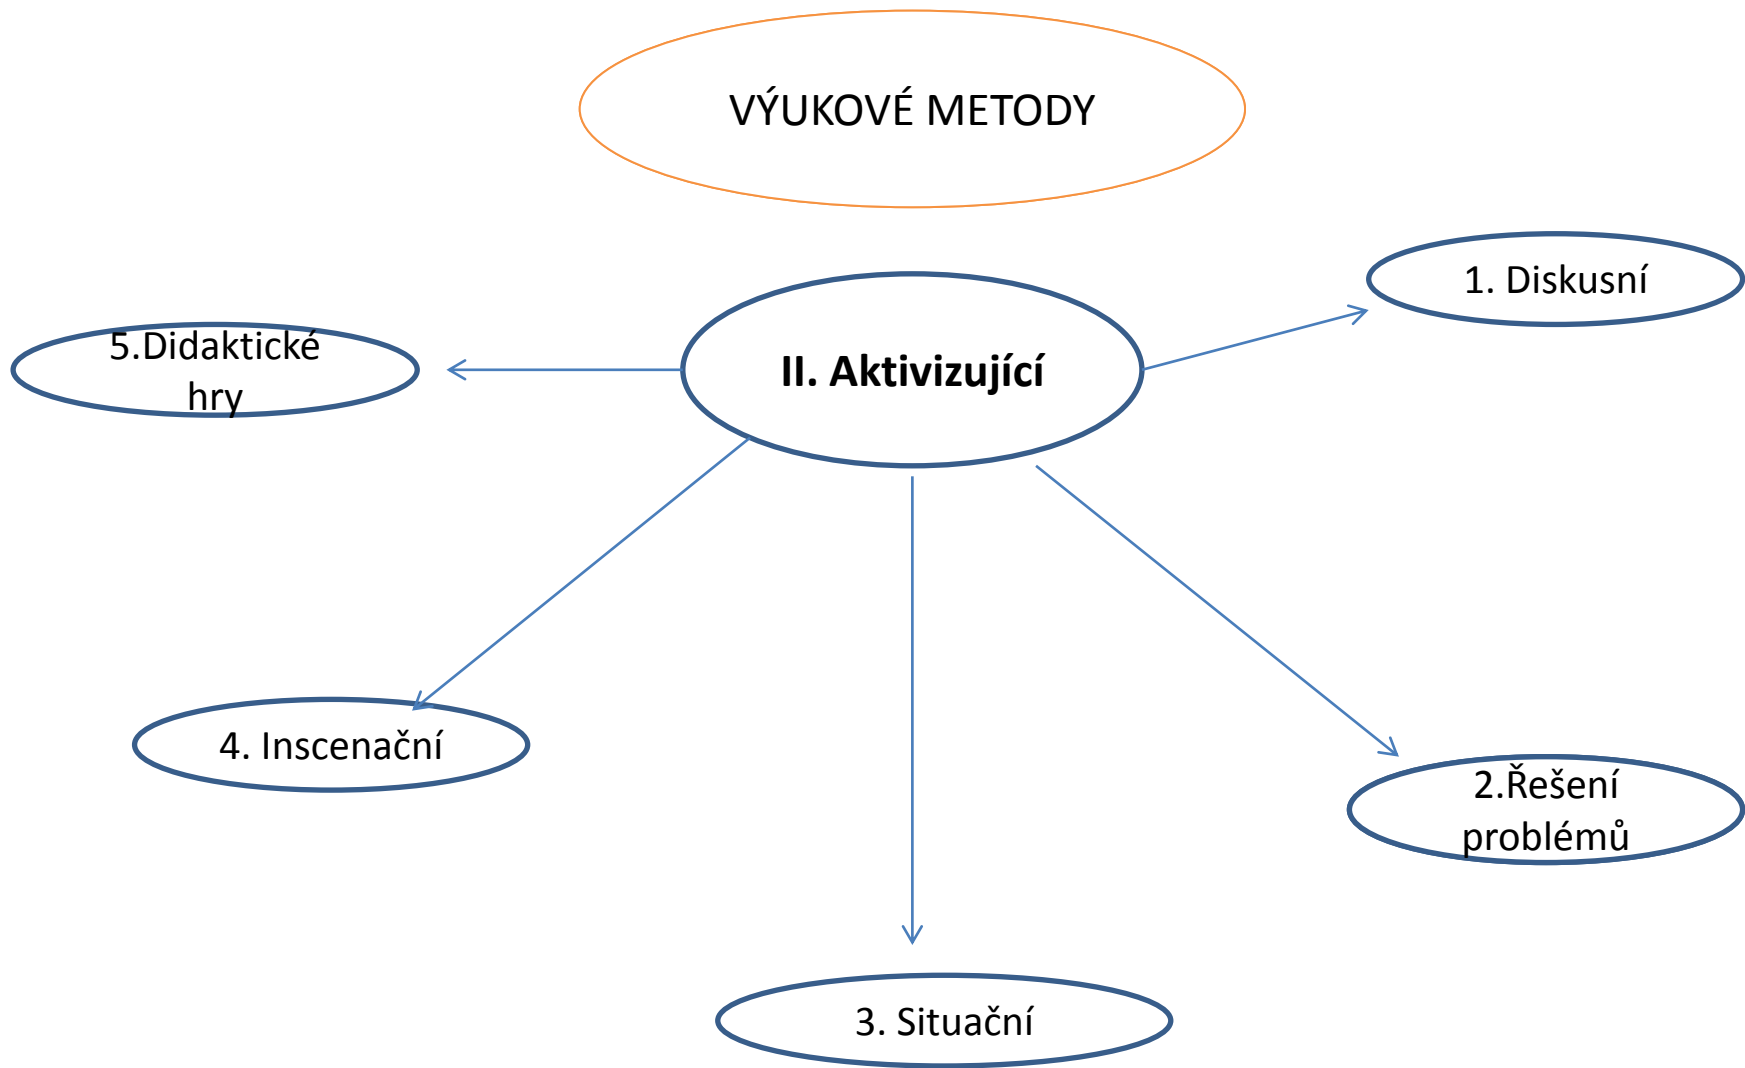 VÝUKOVÉ METODY
II. Aktivizující
1. Diskusní
2.Řešení
problémů
3. Situační
4. Inscenační
5.Didaktické
hry